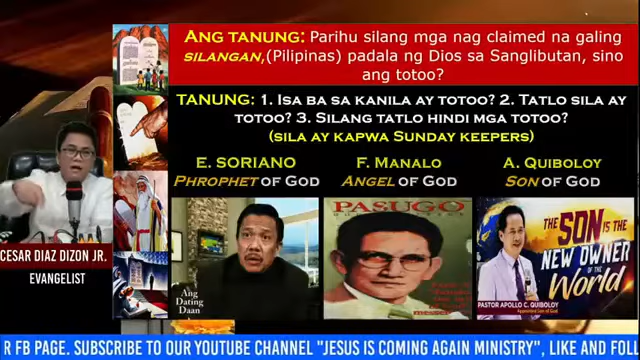 ANG TANUNG: Parihu silang mga nag claimed na galing
SILANGAN,(Pilipinas) padala ng Dios sa Sanglibutan, sino
ang totoo?
TANUNG: 1. ISA BA SA KANILA AY TOTOO? 2. TATLO SILA AY
TOTOO? 3. SILANG TATLO HINDI MGA TOTOO?
(SILA AY KAPWA SUNDAY KEEPERS)
E. SORIANO
PHROPHET OF GOD
F. MANALO
ANGEL OF GOD
A. QUIBOLOY
SON OF GOD
Ang
Dating
Daan
PASUGO
THE SON IS THE
NEW OWNER
OF THE
World
PASTOR APOLLO C. QUIBOLOY
Appointed Son of God
CESAR DIAZ DIZON JR.
EVANGELIST
R FB PAGE. SUBSCRIBE TO OUR YOUTUBE CHANNEL "JESUS IS COMING AGAIN MINISTRY". LIKE AND FOLL